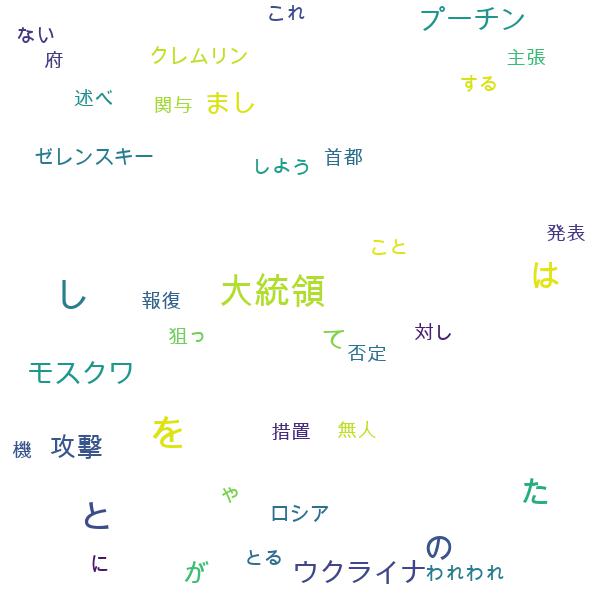 これ
プーチン
ない
府
クレムリン
主張
する
述べ
関与
まし
ゼレンスキー
しよう
首都
発表
こと
は
大統領
し
報復
狙っ
て
否定
対し
モスクワ
を
措置
無人
機
攻撃
や
た
と
ロシア
の
に
が
とる
ウクライナ
われわれ